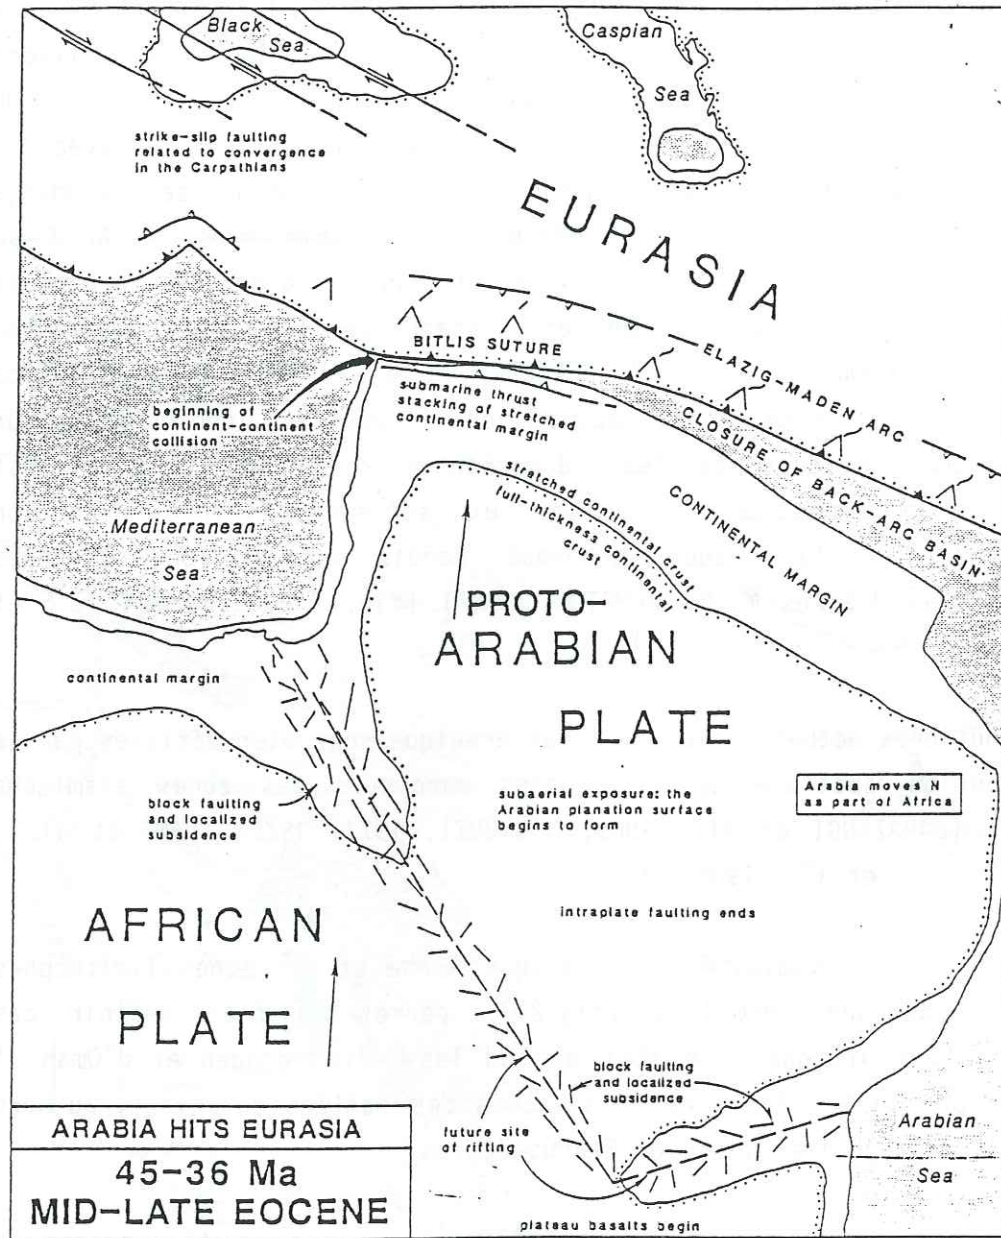 Black
Sea
Caspian
Sea
strike-slip faulting
related to convergence
in the Carpathians
EURASIA
BITLIS SUTURE
ELAZIG-MADEN ARC
beginning of
continent-continent
collision
submarine thrust
stacking of stretched
continental margin
CLOSURE OF BACK-ARC BASIN
CONTINENTAL MARGIN
stretched continental crust
full-thickness continental
crust
Mediterranean
Sea
PROTO-
ARABIAN
PLATE
continental margin
block faulting
and localized
subsidence
aerial exposure: the
Arabian planation surface
begins to form
Arabia moves N
as part of Africa
intraplate faulting ends
AFRICAN
PLATE
block faulting
and localized
subsidence
future site
of rifting
Arabian
Sea
plateau basalts begin
ARABIA HITS EURASIA
45-36 Ma
MID-LATE EOCENE